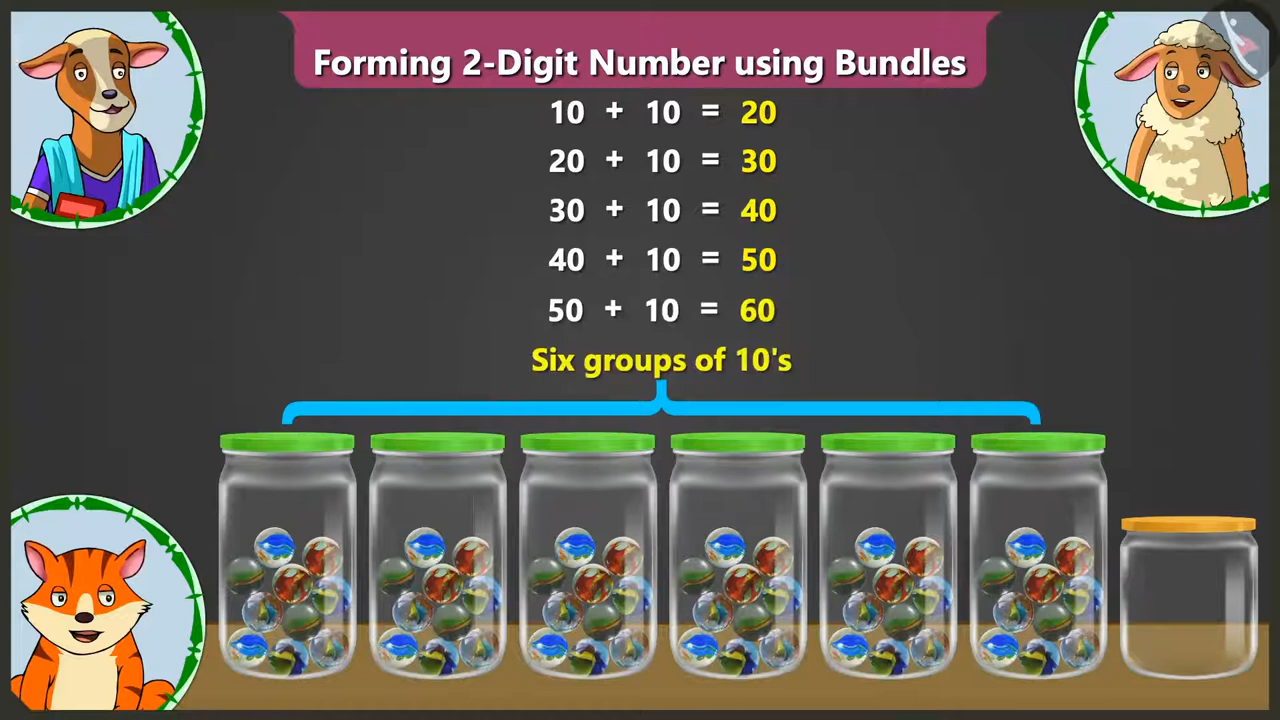 Forming 2-Digit Number using Bundles
10 + 10 = 20
20 + 10 = 30
30 + 10 = 40
40 + 10 = 50
50 + 10 = 60
Six groups of 10's